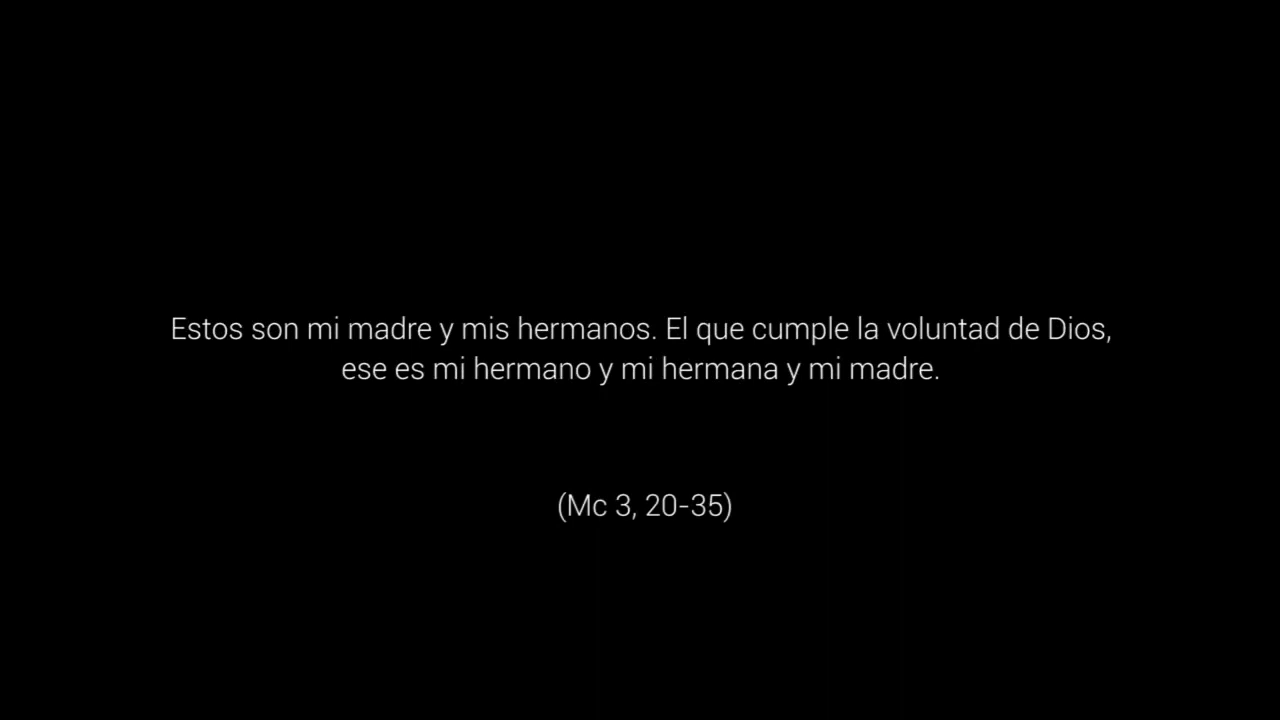 Estos son mi madre y mis hermanos. El que cumple la voluntad de Dios,
ese es mi hermano y mi hermana y mi madre.
(Mc 3, 20-35)